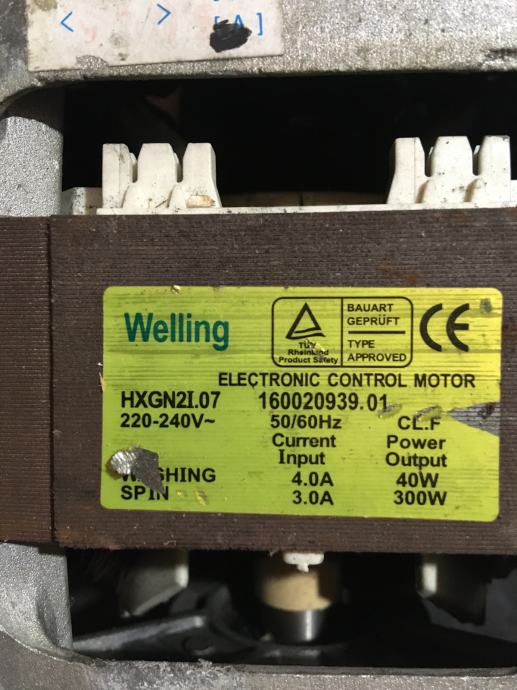 < > [A]
Welling
TÜV
Rheinland
Product Safety
BAUART
GEPRÜFT
TYPE
APPROVED
CE
ELECTRONIC CONTROL MOTOR
HXGN2I.07 160020939.01
220-240V~ 50/60Hz CL.F
Current Power
Input Output
WASHING 4.0A 40W
SPIN 3.0A 300W